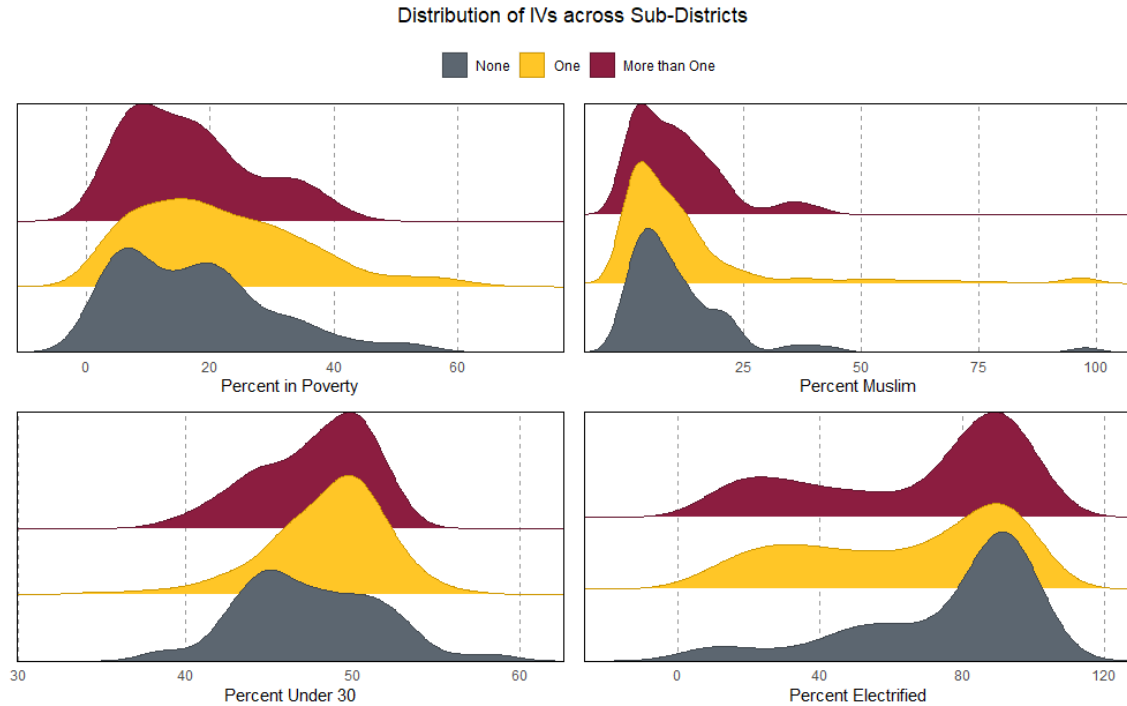 Distribution of IVs across Sub-Districts
None One More than One
0 20 40 60
Percent in Poverty
25 50 75 100
Percent Muslim
30 40 50 60
Percent Under 30
0 40 80 120
Percent Electrified